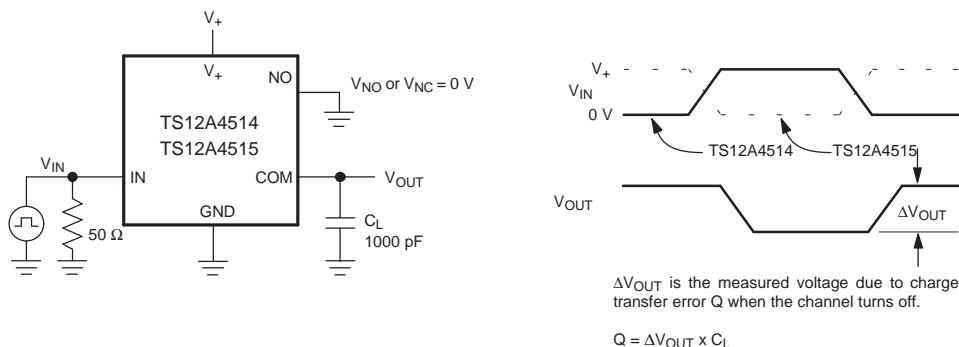 V+
V+
NO
VNO or VNC = 0 V
TS12A4514
TS12A4515
VIN
IN
COM
VOUT
GND
50 Ω
CL
1000 pF
V+
VIN
0 V
TS12A4514
TS12A4515
VOUT
ΔVOUT
ΔVOUT is the measured voltage due to charge
transfer error Q when the channel turns off.
Q = ΔVOUT x CL